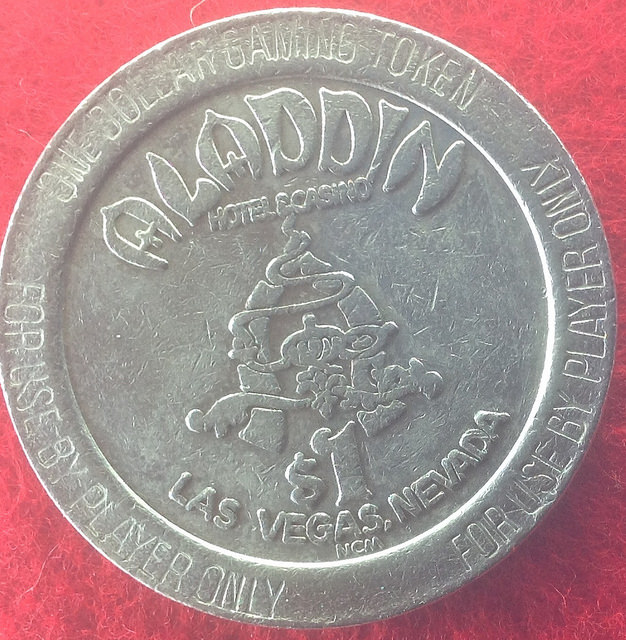 ONE DOLLAR GAMING TOKEN
ALADDIN
HOTEL & CASINO
$1
LAS VEGAS, NEVADA
NCM
FOR USE BY PLAYER ONLY
FOR USE BY PLAYER ONLY